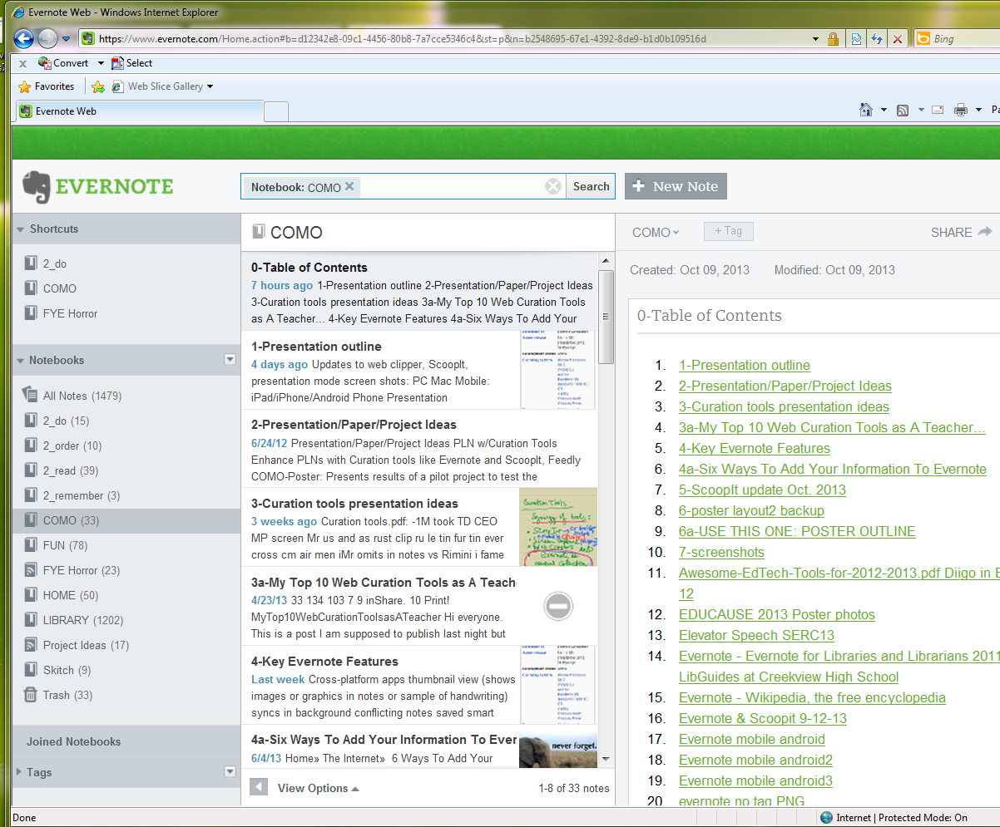 Evernote Web - Windows Internet Explorer
https://www.evernote.com/Home.action#b=d12342e8-09c1-4456-80b8-7a7cce5346c4&st=p&n=b2548695-67e1-4392-8de9-b1d0b109516d
Bing
x Convert Select
Favorites Web Slice Gallery
Evernote Web
EVERNOTE
Notebook: COMO
Search
+ New Note
Shortcuts
2_do
COMO
FYE Horror
Notebooks
All Notes (1479)
2_do (15)
2_order (10)
2_read (39)
2_remember (3)
COMO (33)
FUN (78)
FYE Horror (23)
HOME (50)
LIBRARY (1202)
Project Ideas (17)
Skitch (9)
Trash (33)
Joined Notebooks
Tags
COMO
0-Table of Contents
7 hours ago 1-Presentation outline 2-Presentation/Paper/Project Ideas
3-Curation tools presentation ideas 3a-My Top 10 Web Curation Tools
as A Teacher... 4-Key Evernote Features 4a-Six Ways To Add Your
1-Presentation outline
4 days ago Updates to web clipper, ScoopIt,
presentation mode screen shots: PC Mac Mobile:
iPad/iPhone/Android Phone Presentation
2-Presentation/Paper/Project Ideas
6/24/12 Presentation/Paper/Project Ideas PLN w/Curation Tools
Enhance PLNs with Curation tools like Evernote and ScoopIt, Feedly
COMO-Poster: Presents results of a pilot project to test the
3-Curation tools presentation ideas
3 weeks ago Curation tools.pdf: -1M took TD CEO
MP screen Mr us and as rust clip ru le tin fur tin ever
cross cm air men iMr omits in notes vs Rimini i fame
Curation Tools
Synergy of tools:
3a-My Top 10 Web Curation Tools as A Teach
4/23/13 33 134 103 7 9 inShare. 10 Print!
MyTop10WebCurationToolsasATeacher Hi everyone.
This is a post I am supposed to publish last night but
4-Key Evernote Features
Last week Cross-platform apps thumbnail view (shows
images or graphics in notes or sample of handwriting)
syncs in background conflicting notes saved smart
4a-Six Ways To Add Your Information To Ever
6/4/13 Home» The Internet» 6 Ways To Add Your
never forget.
View Options
1-8 of 33 notes
COMO
+ Tag
SHARE
Created: Oct 09, 2013 Modified: Oct 09, 2013
0-Table of Contents
1. 1-Presentation outline
2. 2-Presentation/Paper/Project Ideas
3. 3-Curation tools presentation ideas
4. 3a-My Top 10 Web Curation Tools as A Teacher...
5. 4-Key Evernote Features
6. 4a-Six Ways To Add Your Information To Evernote
7. 5-ScoopIt update Oct. 2013
8. 6-poster layout2 backup
9. 6a-USE THIS ONE: POSTER OUTLINE
10. 7-screenshots
11. Awesome-EdTech-Tools-for-2012-2013.pdf Diigo in E
12
12. EDUCAUSE 2013 Poster photos
13. Elevator Speech SERC13
14. Evernote - Evernote for Libraries and Librarians 2011
LibGuides at Creekview High School
15. Evernote - Wikipedia, the free encyclopedia
16. Evernote & Scoopit 9-12-13
17. Evernote mobile android
18. Evernote mobile android2
19. Evernote mobile android3
20 evernote no tag PNG
Done
Internet | Protected Mode: On